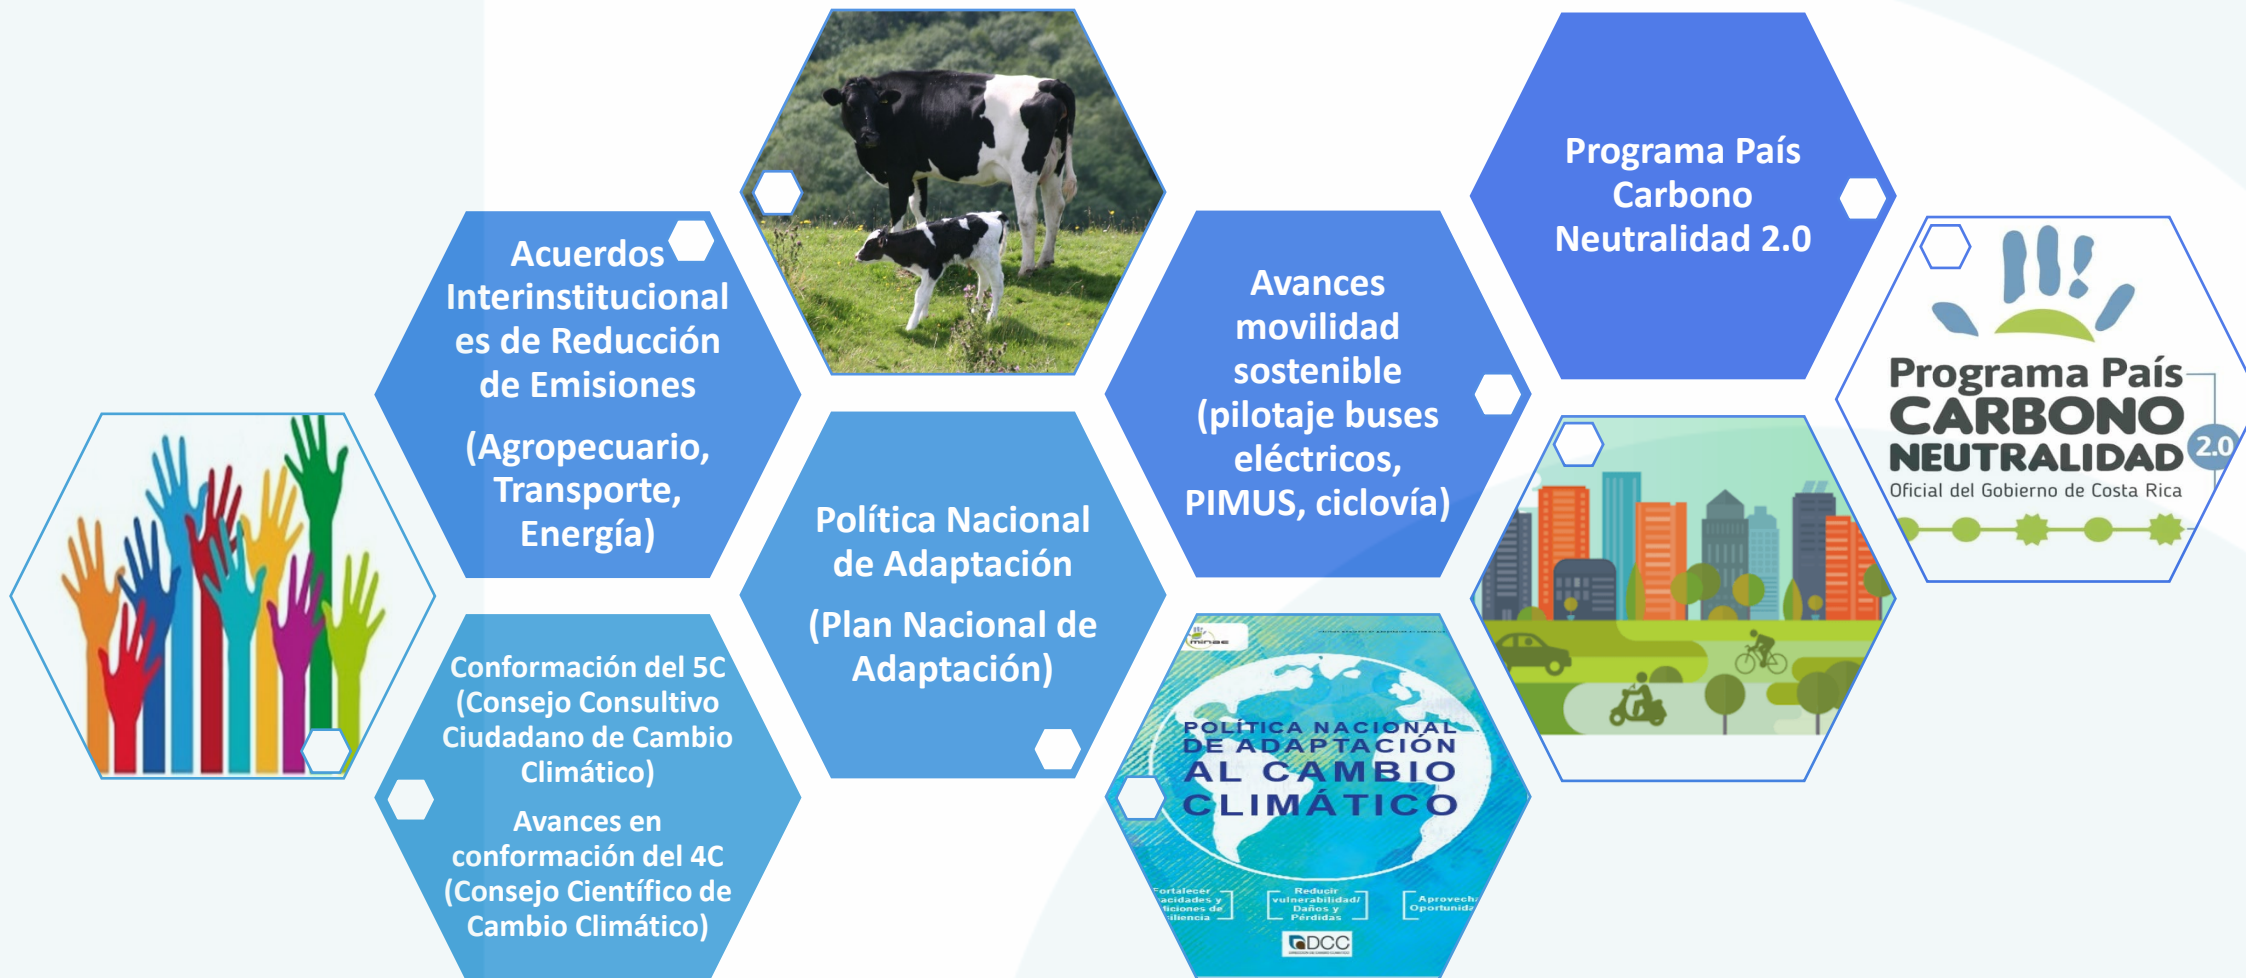 Acuerdos
Interinstitucional
es de Reducción
de Emisiones
(Agropecuario,
Transporte,
Energía)
Conformación del 5C
(Consejo Consultivo
Ciudadano de Cambio
Climático)
Avances en
conformación del 4C
(Consejo Científico de
Cambio Climático)
Política Nacional
de Adaptación
(Plan Nacional de
Adaptación)
Avances
movilidad
sostenible
(pilotaje buses
eléctricos,
PIMUS, ciclovía)
Programa País
Carbono
Neutralidad 2.0
Programa País
CARBONO
NEUTRALIDAD 2.0
Oficial del Gobierno de Costa Rica
minae
POLÍTICA NACIONAL
DE ADAPTACIÓN
AL CAMBIO
CLIMÁTICO
Reducir
vulnerabilidad/
Daños y
Pérdidas
DCC